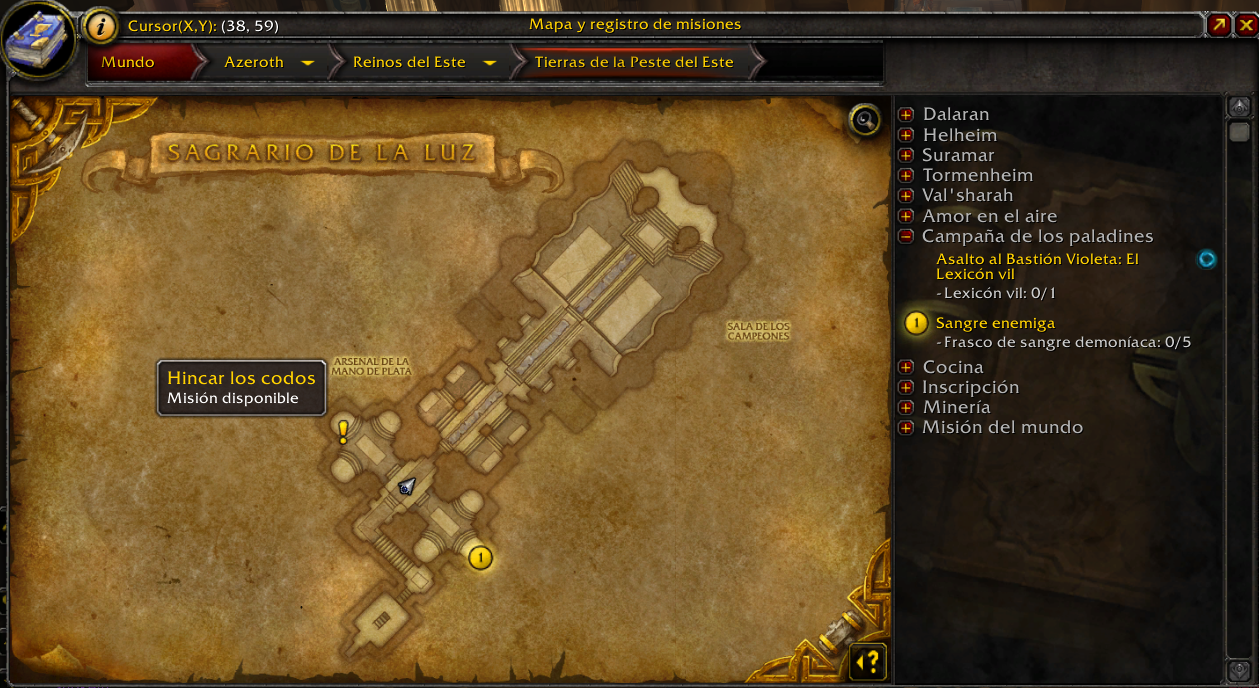 Cursor(X,Y): (38, 59)
Mapa y registro de misiones
Mundo
Azeroth
Reinos del Este
Tierras de la Peste del Este
SAGRARIO DE LA LUZ
SALA DE LOS
CAMPEONES
ARSENAL DE LA
MANO DE PLATA
Hincar los codos
Misión disponible
!
1
?
Dalaran
Helheim
Suramar
Tormenheim
Val'sharah
Amor en el aire
Campaña de los paladines
Asalto al Bastión Violeta: El
Lexicón vil
- Lexicón vil: 0/1
1 Sangre enemiga
- Frasco de sangre demoníaca: 0/5
Cocina
Inscripción
Minería
Misión del mundo